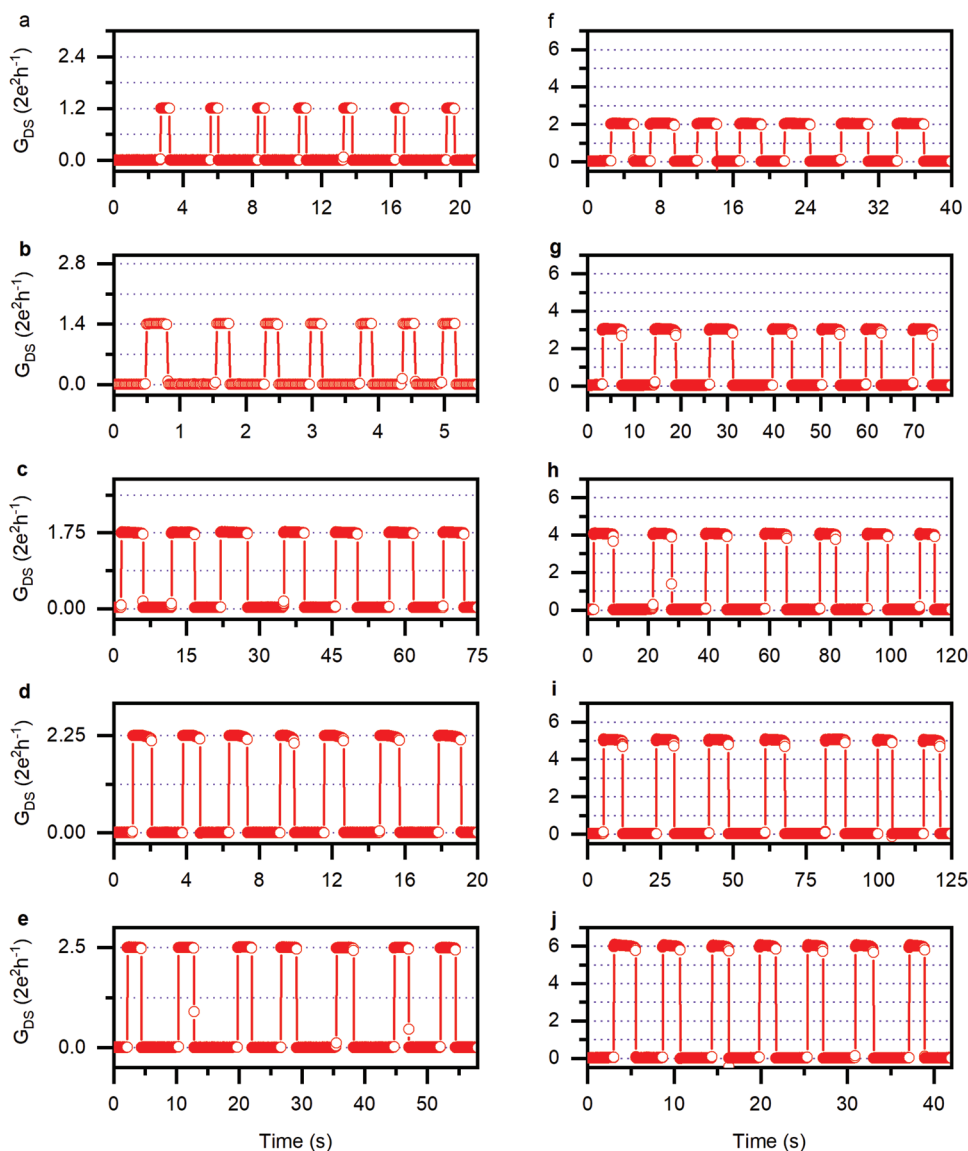 a
G_DS (2e²h⁻¹)
2.4
1.2
0.0
0 4 8 12 16 20
b
G_DS (2e²h⁻¹)
2.8
1.4
0.0
0 1 2 3 4 5
c
G_DS (2e²h⁻¹)
1.75
0.00
0 15 30 45 60 75
d
G_DS (2e²h⁻¹)
2.25
0.00
0 4 8 12 16 20
e
G_DS (2e²h⁻¹)
2.5
0.0
0 10 20 30 40 50
Time (s)
f
6
4
2
0
0 8 16 24 32 40
g
6
4
2
0
0 10 20 30 40 50 60 70
h
6
4
2
0
0 20 40 60 80 100 120
i
6
4
2
0
0 25 50 75 100 125
j
6
4
2
0
0 10 20 30 40
Time (s)